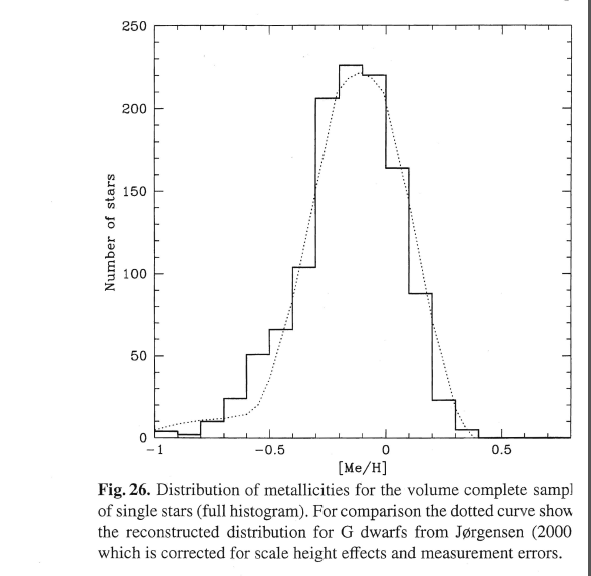 250
200
150
100
50
0
Number of stars
−1
−0.5
0
0.5
[Me/H]
Fig. 26. Distribution of metallicities for the volume complete sampl
of single stars (full histogram). For comparison the dotted curve show
the reconstructed distribution for G dwarfs from Jørgensen (2000
which is corrected for scale height effects and measurement errors.